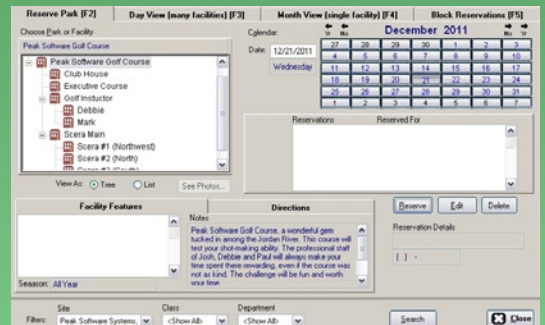 Reserve Park [F2]
Day View (many facilities) [F3]
Month View (single facility) [F4]
Block Reservations [F5]
Choose Park or Facility
Peak Software Golf Course
Peak Software Golf Course
Club House
Executive Course
Golf Instuctor
Debbie
Mark
Scera Main
Scera #1 (Northwest)
Scera #2 (North)
View As: Tree List See Photos...
Calendar:
Yr Mo December 2011 Mo Yr
Date: 12/21/2011
Wednesday
27 28 29 30 1 2 3
4 5 6 7 8 9 10
11 12 13 14 15 16 17
18 19 20 21 22 23 24
25 26 27 28 29 30 31
1 2 3 4 5 6 7
Reservations Reserved For
Reserve Edit Delete
Reservation Details
( ) -
Facility Features
Directions
Notes
Peak Software Golf Course, a wonderful gem
tucked in among the Jordan River. This course will
test your shot-making ability. The professional staff
of Josh, Debbie and Paul will always make your
time spent there rewarding, even if the course was
not as kind. The challenge will be fun and worth
your time
Season: All Year
Site Class Department
Filters: Peak Software Systems, <Show All> <Show All>
Search
Close